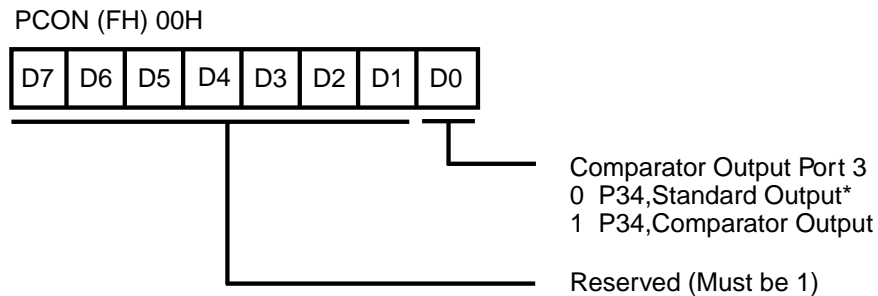 PCON (FH) 00H
D7 D6 D5 D4 D3 D2 D1 D0
Comparator Output Port 3
0 P34,Standard Output*
1 P34,Comparator Output
Reserved (Must be 1)